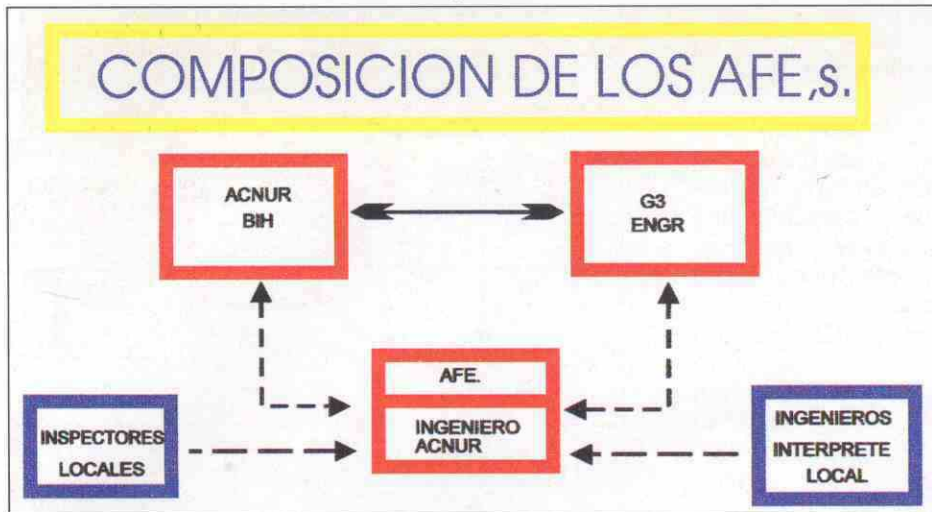 COMPOSICION DE LOS AFE,s.
ACNUR
BIH
G3
ENGR
AFE.
INGENIERO
ACNUR
INSPECTORES
LOCALES
INGENIEROS
INTERPRETE
LOCAL